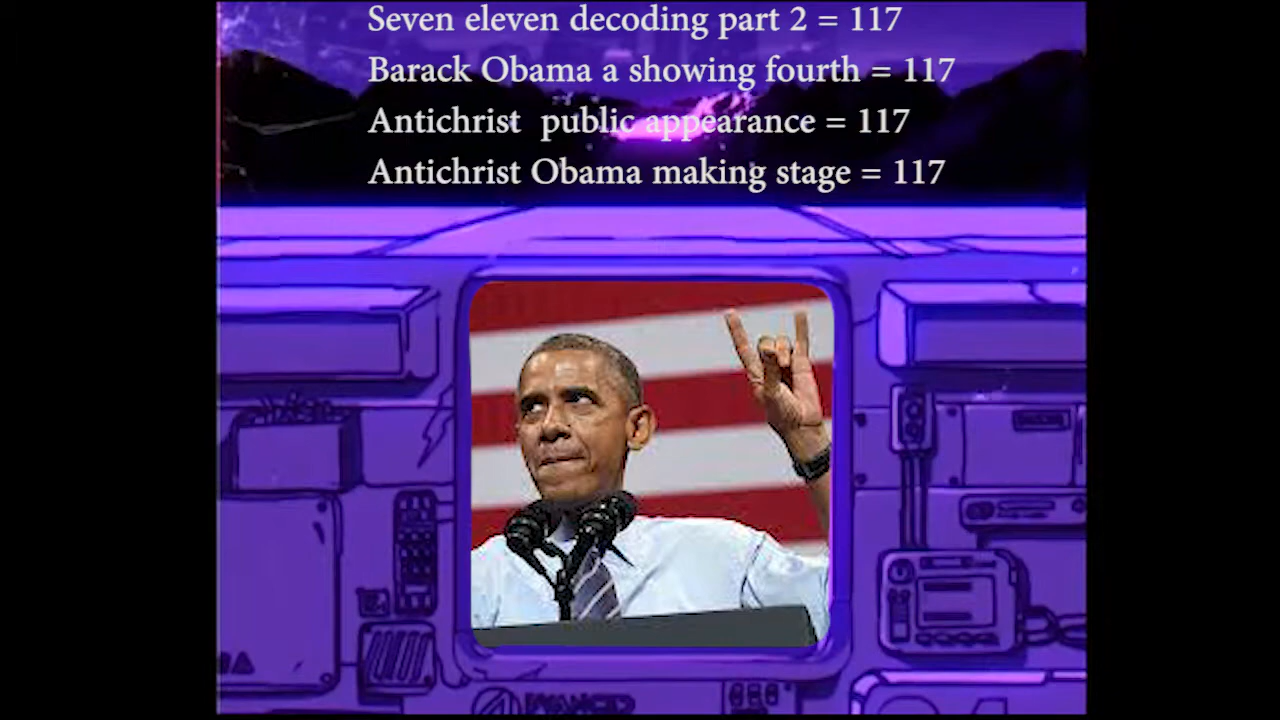 Seven eleven decoding part 2 = 117
Barack Obama a showing fourth = 117
Antichrist public appearance = 117
Antichrist Obama making stage = 117